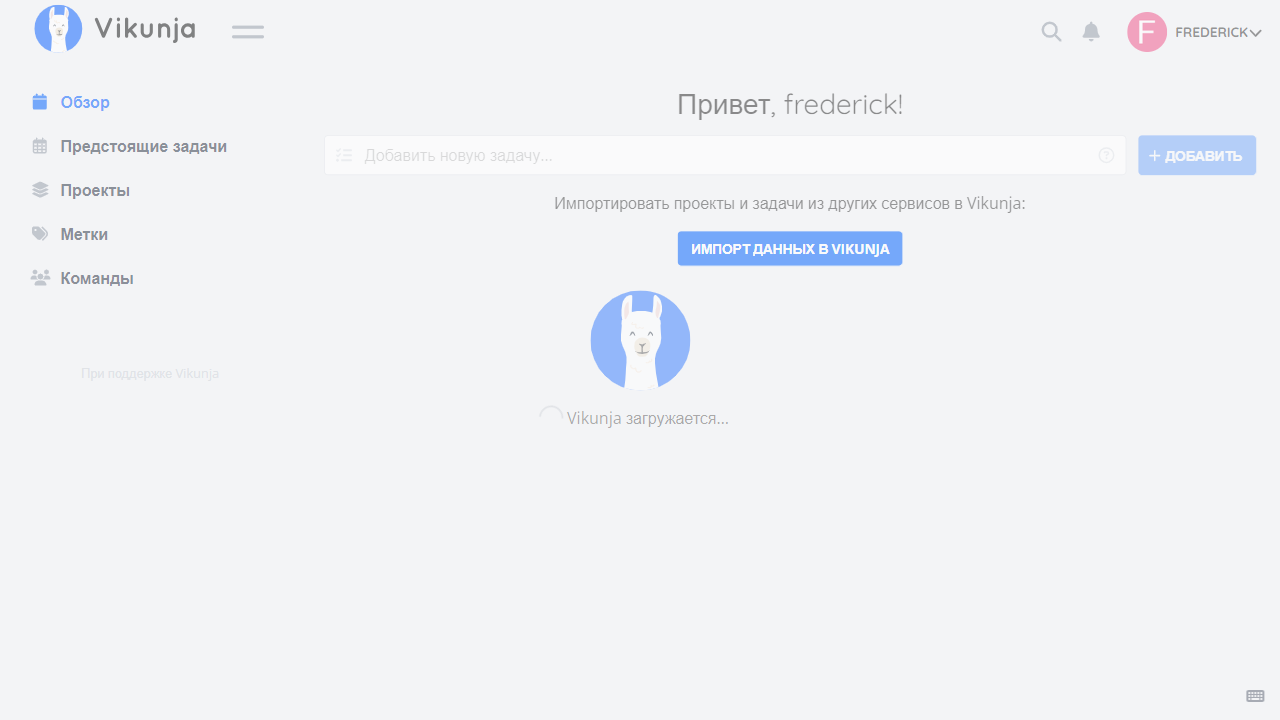 Vikunja
FREDERICK
Обзор
Предстоящие задачи
Проекты
Метки
Команды
При поддержке Vikunja
Привет, frederick!
Добавить новую задачу...
ДОБАВИТЬ
Импортировать проекты и задачи из других сервисов в Vikunja:
ИМПОРТ ДАННЫХ В VIKUNJA
Vikunja загружается...